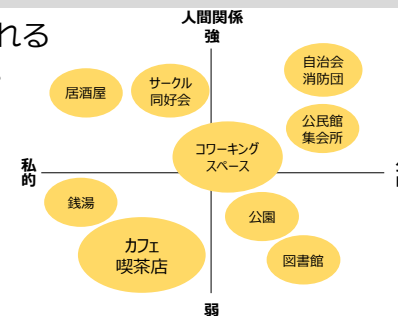 れる
人間関係
強
居酒屋
サークル
同好会
自治会
消防団
公民館
集会所
コワーキング
スペース
私
的
銭湯
公園
カフェ
喫茶店
図書館
弱